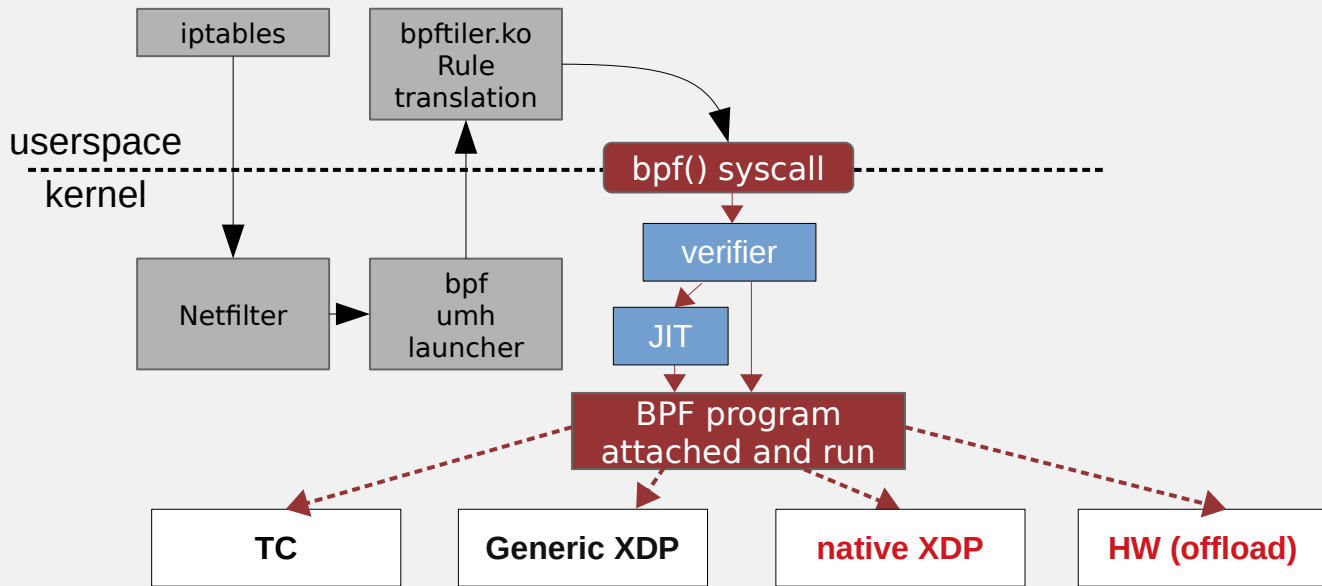 iptables
bpftiler.ko
Rule
translation
userspace
bpf() syscall
kernel
verifier
Netfilter
bpf
umh
launcher
JIT
BPF program
attached and run
TC
Generic XDP
native XDP
HW (offload)